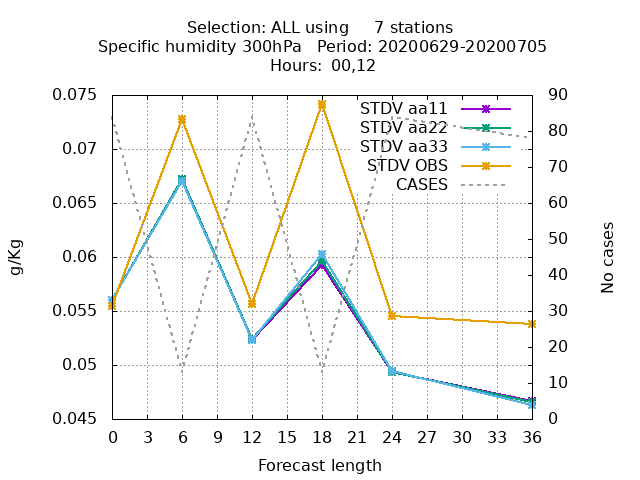 Selection: ALL using     7 stations
Specific humidity 300hPa   Period: 20200629-20200705
Hours: 00,12
0.075
0.07
0.065
0.06
0.055
0.05
0.045
g/Kg
STDV aa11
STDV aa22
STDV aa33
STDV OBS
CASES
90
80
70
60
50
40
30
20
10
0
No cases
0 3 6 9 12 15 18 21 24 27 30 33 36
Forecast length